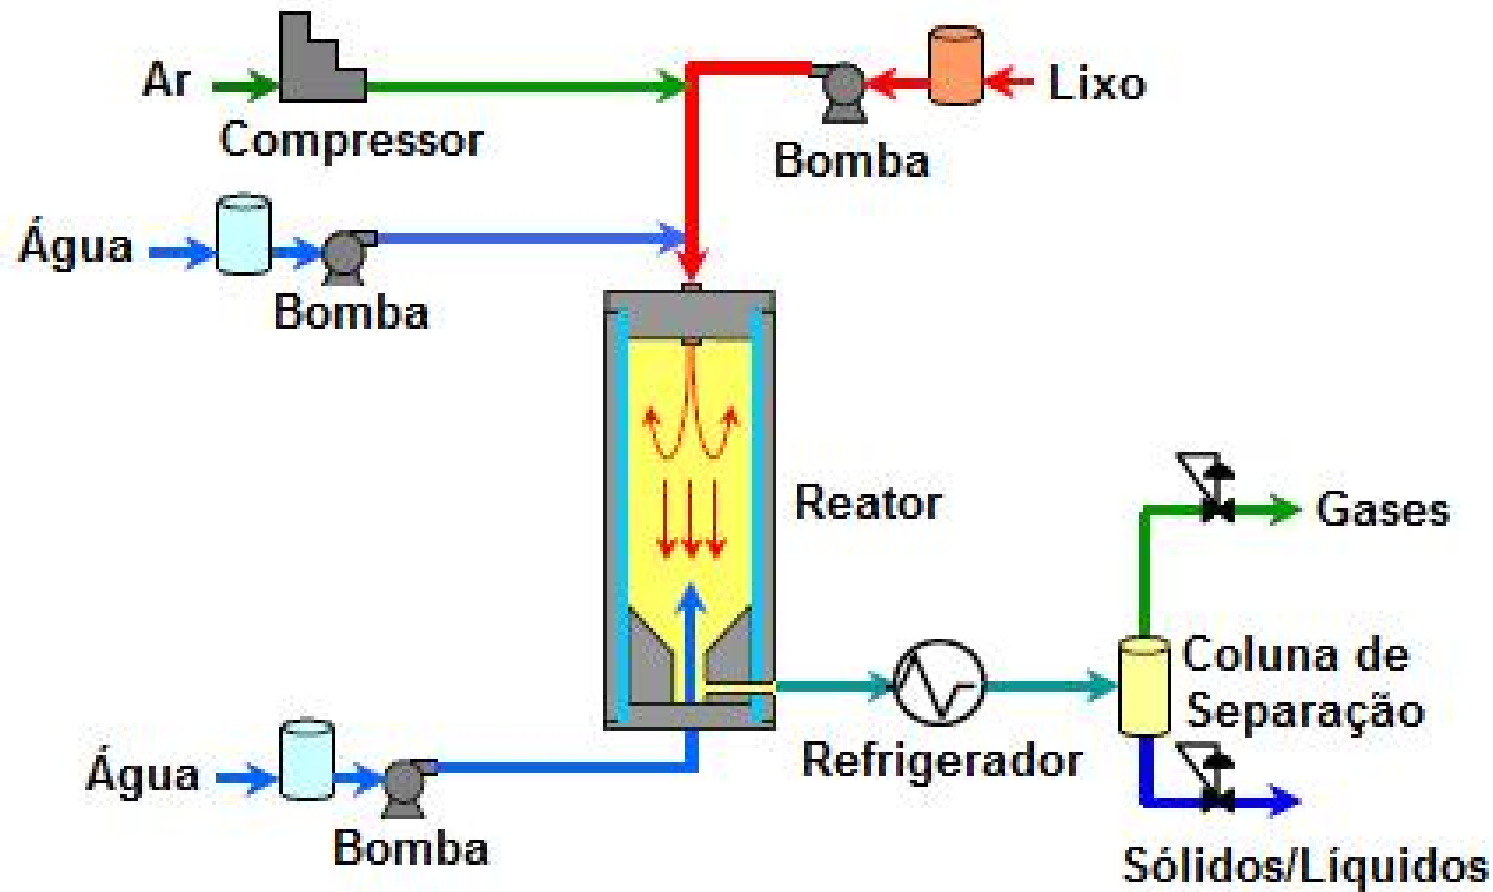 Ar
Lixo
Compressor
Bomba
Água
Bomba
Reator
Gases
Coluna de
Separação
Refrigerador
Água
Bomba
Sólidos/Líquidos